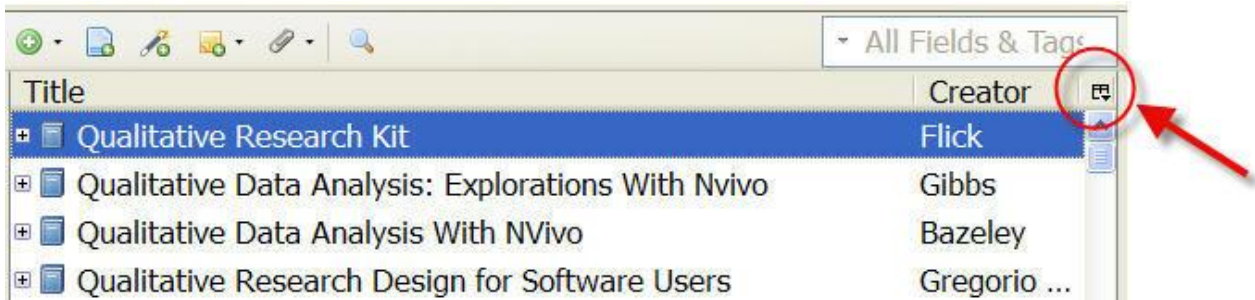 All Fields & Tags
Title Creator
Qualitative Research Kit Flick
Qualitative Data Analysis: Explorations With Nvivo Gibbs
Qualitative Data Analysis With NVivo Bazeley
Qualitative Research Design for Software Users Gregorio ...